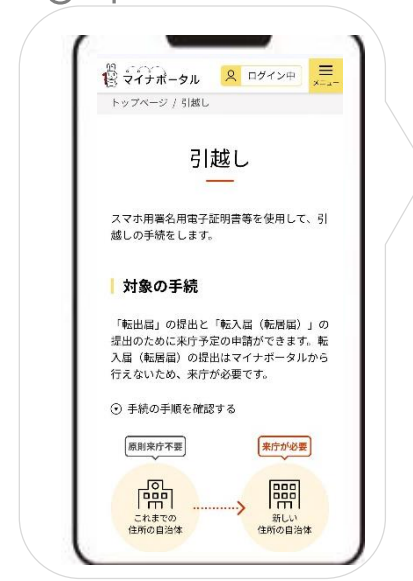 マイナポータル
ログイン中
メニュー
トップページ / 引越し
引越し
スマホ用署名用電子証明書等を使用して、引
越しの手続をします。
対象の手続
「転出届」の提出と「転入届（転居届）」の
提出のために来庁予定の申請ができます。転
入届（転居届）の提出はマイナポータルから
行えないため、来庁が必要です。
手続の手順を確認する
原則来庁不要
来庁が必要
これまでの
住所の自治体
新しい
住所の自治体